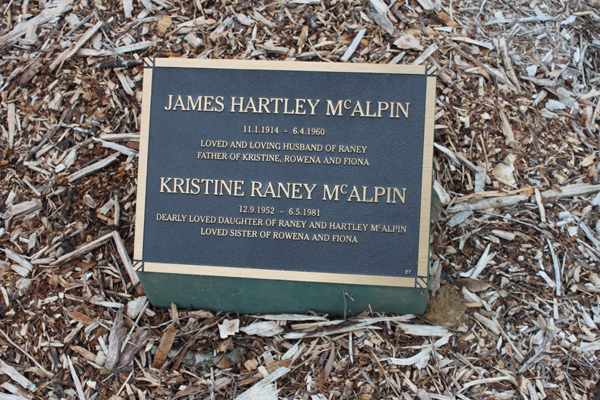 JAMES HARTLEY McALPIN
11.1.1914 - 6.4.1960
LOVED AND LOVING HUSBAND OF RANEY
FATHER OF KRISTINE, ROWENA AND FIONA
KRISTINE RANEY McALPIN
12.9.1952 - 6.5.1981
DEARLY LOVED DAUGHTER OF RANEY AND HARTLEY McALPIN
LOVED SISTER OF ROWENA AND FIONA
27